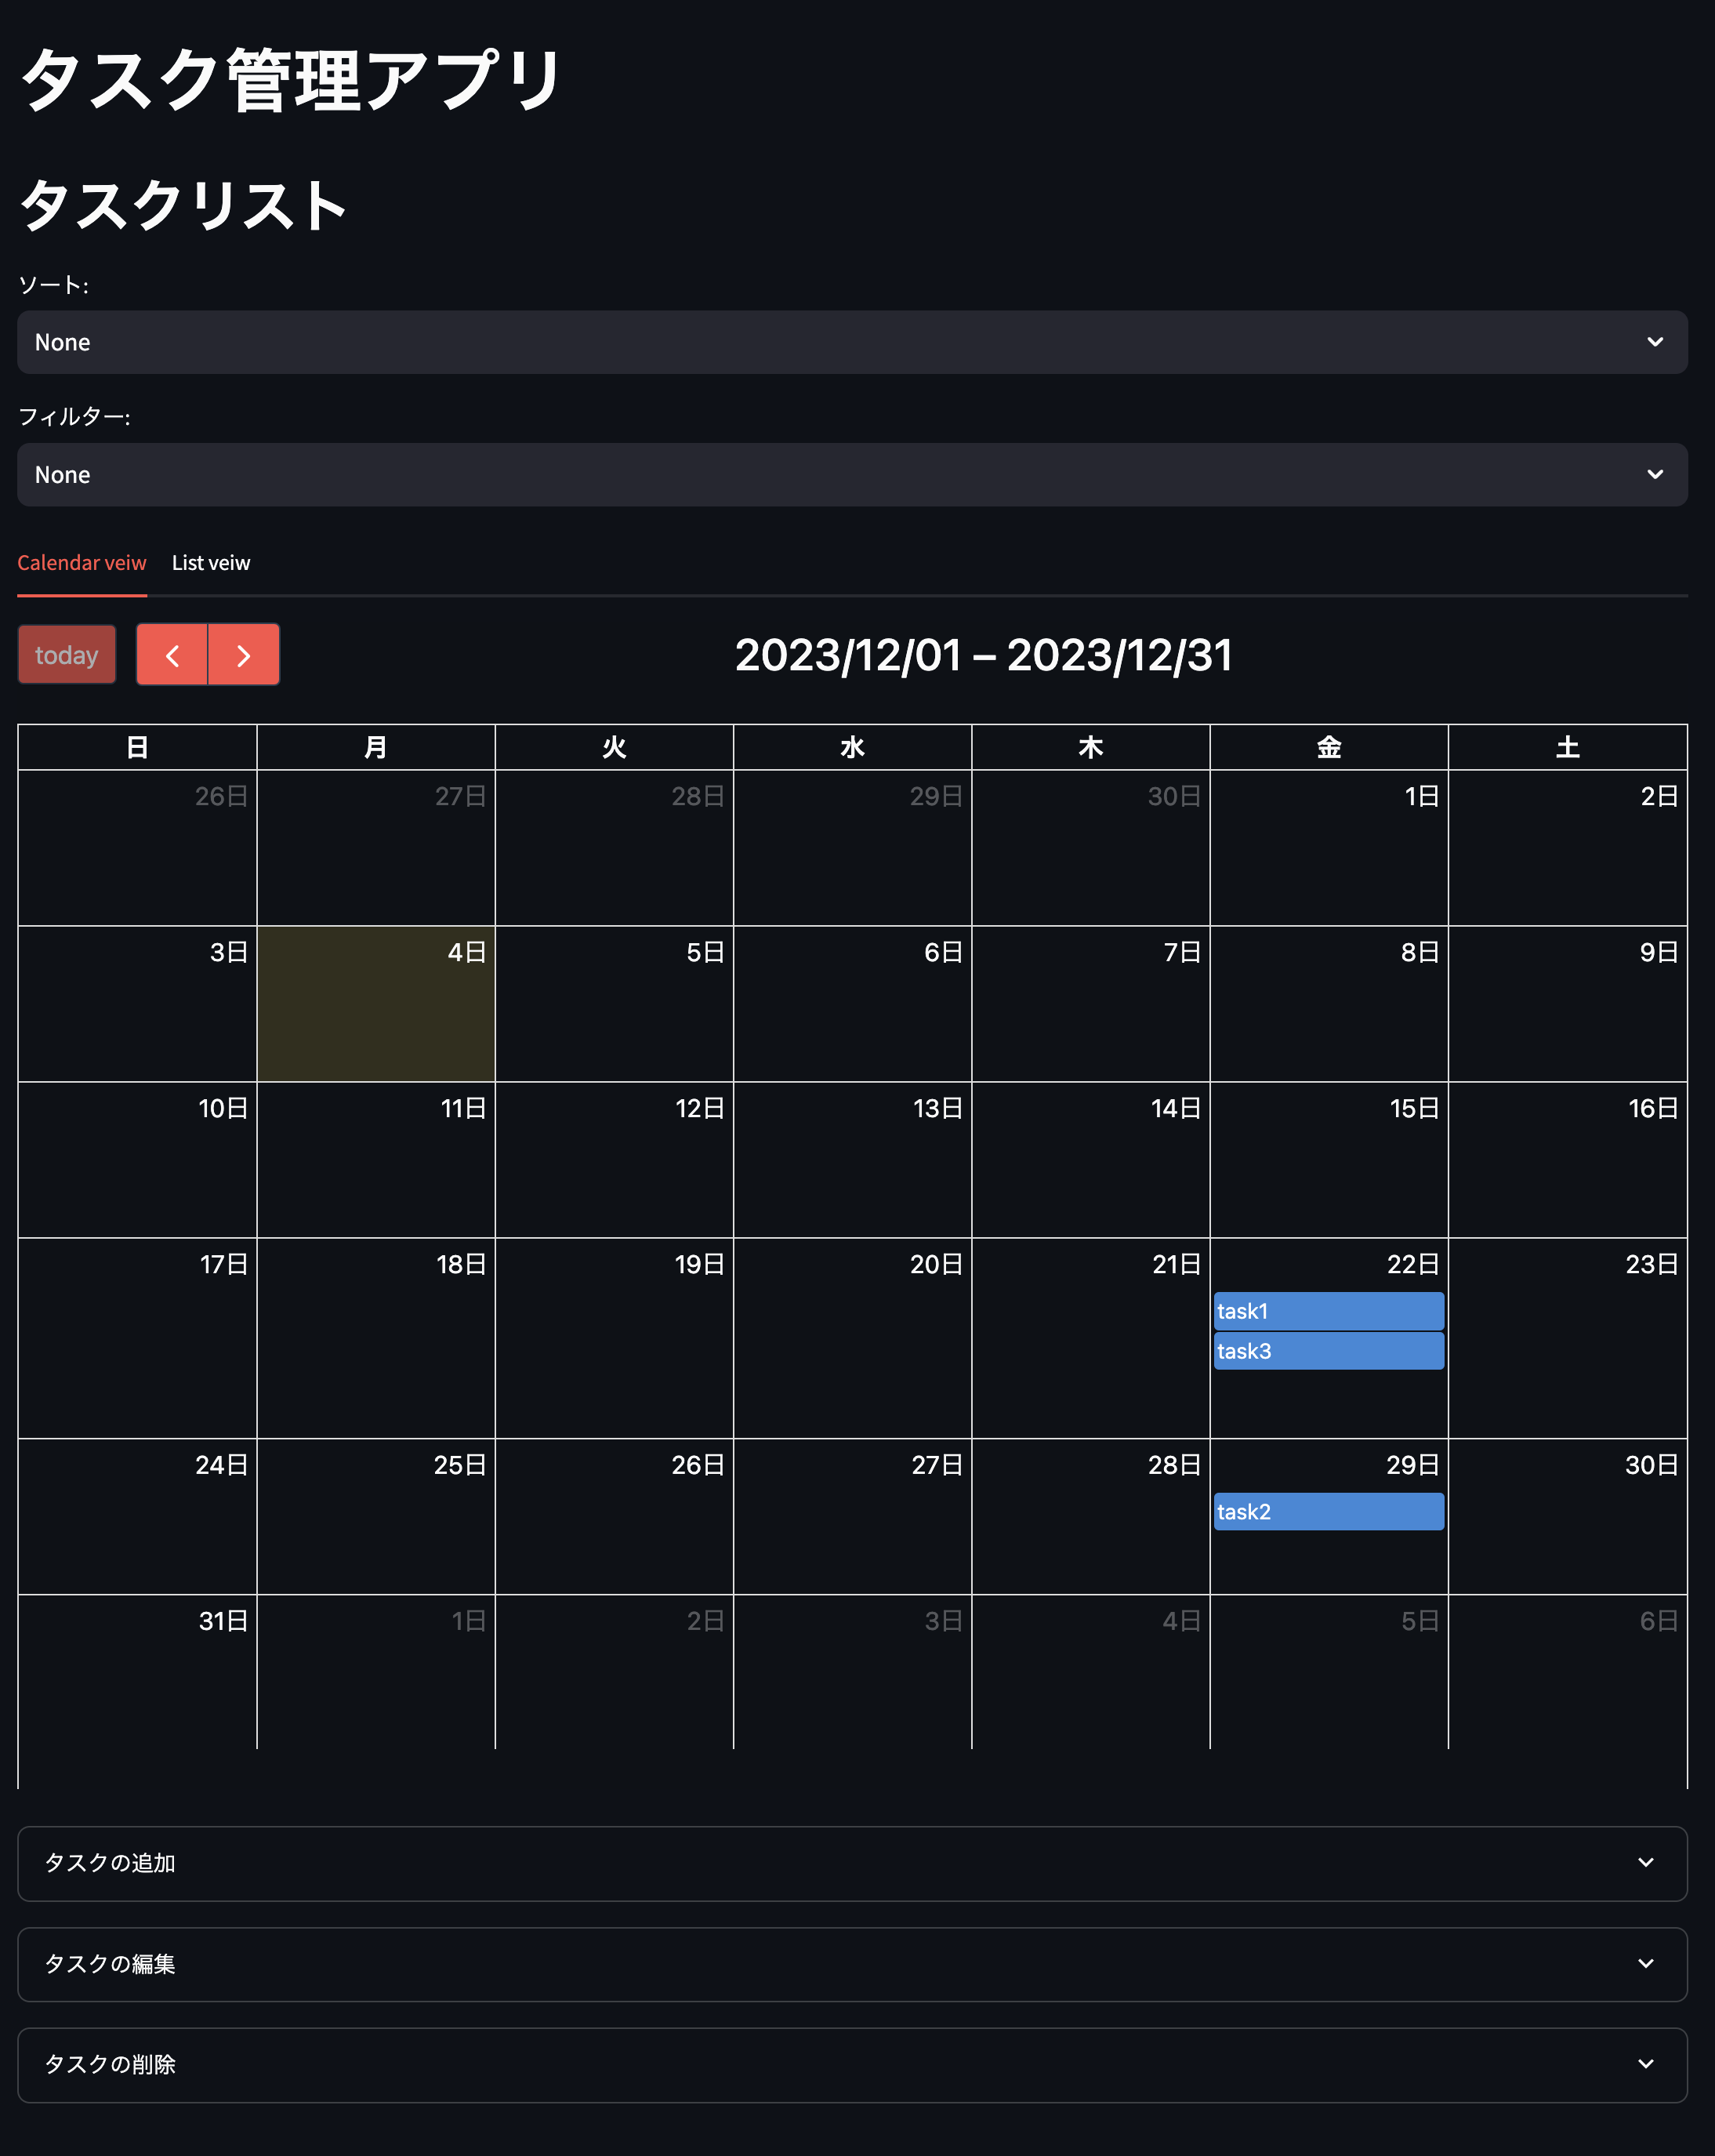 タスク管理アプリ
タスクリスト
ソート:
None
フィルター:
None
Calendar veiw List veiw
today 2023/12/01 – 2023/12/31
日 月 火 水 木 金 土
26日 27日 28日 29日 30日 1日 2日
3日 4日 5日 6日 7日 8日 9日
10日 11日 12日 13日 14日 15日 16日
17日 18日 19日 20日 21日 22日 23日
task1
task3
24日 25日 26日 27日 28日 29日 30日
task2
31日 1日 2日 3日 4日 5日 6日
タスクの追加
タスクの編集
タスクの削除